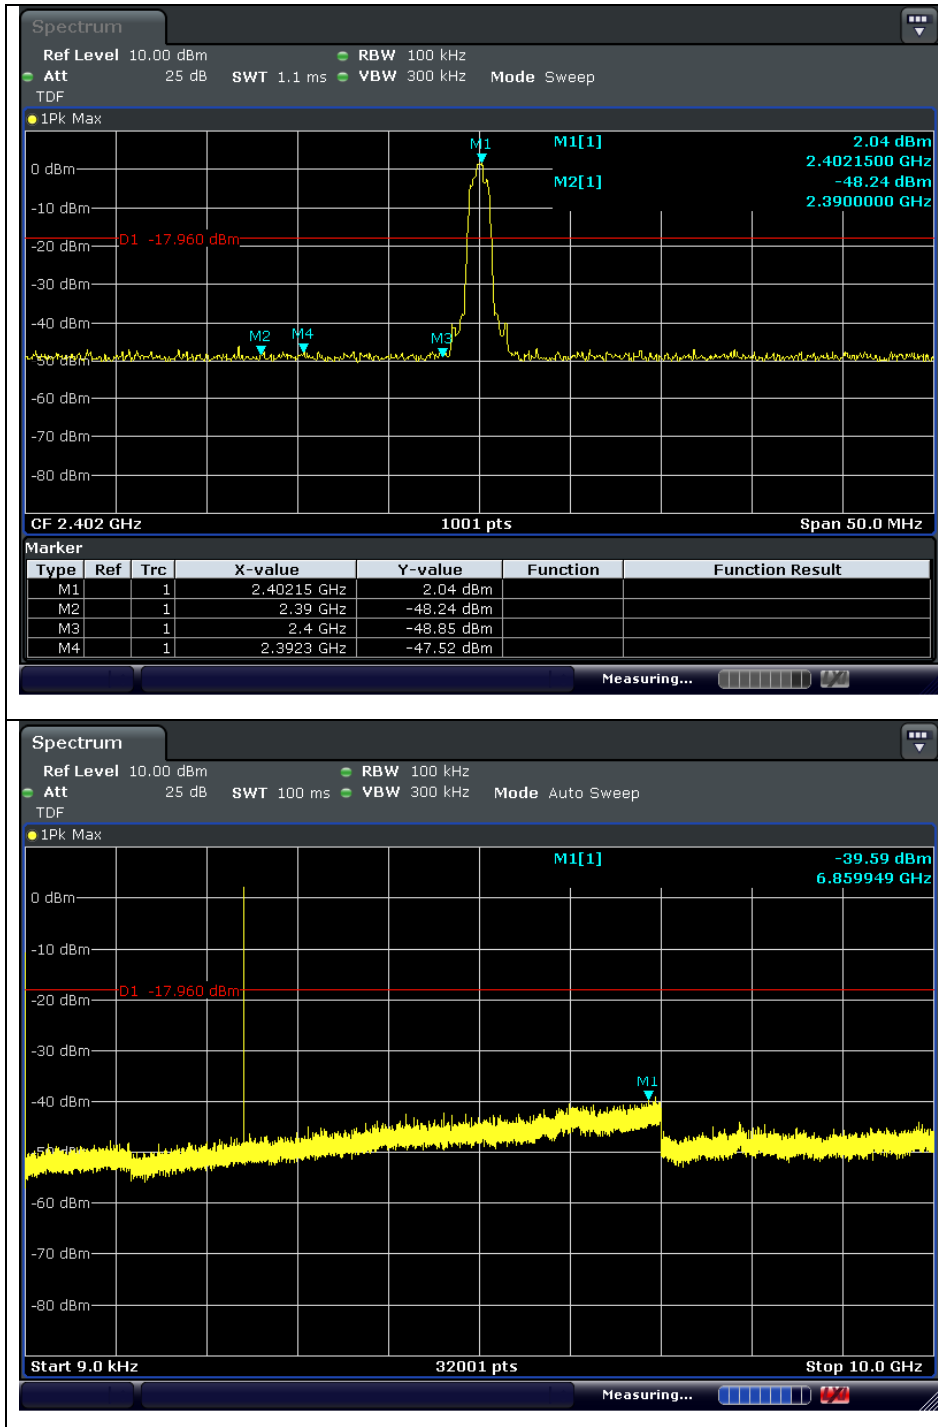 Spectrum
Ref Level 10.00 dBm RBW 100 kHz
Att 25 dB SWT 1.1 ms VBW 300 kHz Mode Sweep
TDF
1Pk Max
M1 M1[1] 2.04 dBm
2.4021500 GHz
0 dBm
M2[1] -48.24 dBm
2.3900000 GHz
-10 dBm
D1 -17.960 dBm
-20 dBm
-30 dBm
-40 dBm
M2 M4 M3
-50 dBm
-60 dBm
-70 dBm
-80 dBm
CF 2.402 GHz 1001 pts Span 50.0 MHz
Marker
Type Ref Trc X-value Y-value Function Function Result
M1 1 2.40215 GHz 2.04 dBm
M2 1 2.39 GHz -48.24 dBm
M3 1 2.4 GHz -48.85 dBm
M4 1 2.3923 GHz -47.52 dBm
Measuring...
Spectrum
Ref Level 10.00 dBm RBW 100 kHz
Att 25 dB SWT 100 ms VBW 300 kHz Mode Auto Sweep
TDF
1Pk Max
M1[1] -39.59 dBm
6.859949 GHz
0 dBm
-10 dBm
D1 -17.960 dBm
-20 dBm
-30 dBm
M1
-40 dBm
-60 dBm
-70 dBm
-80 dBm
Start 9.0 kHz 32001 pts Stop 10.0 GHz
Measuring...